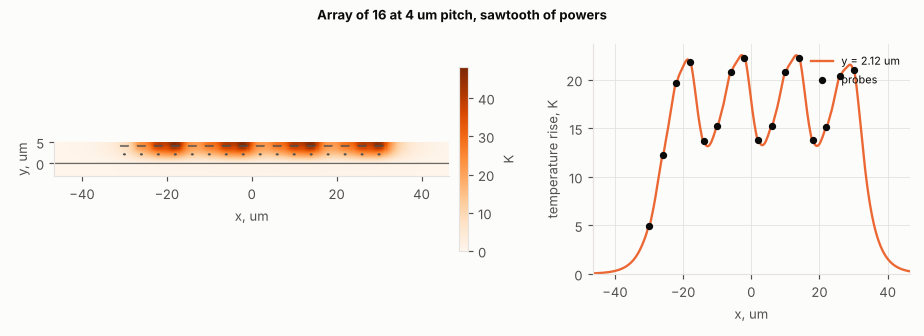 Array of 16 at 4 um pitch, sawtooth of powers
y, um
5
0
−40
−20
0
20
40
x, um
40
30
20
10
0
K
temperature rise, K
20
15
10
5
0
−40
−20
0
20
40
x, um
y = 2.12 um
probes